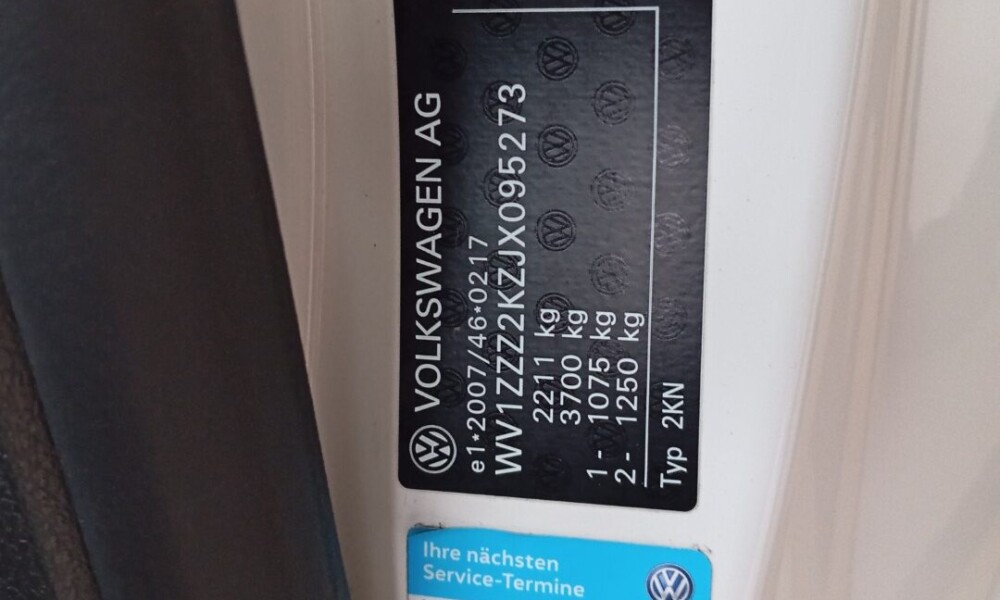 VOLKSWAGEN AG
e1*2007/46*0217
WV1ZZZ2KZJX095273
2211 kg
3700 kg
1- 1075 kg
2- 1250 kg
Typ 2KN
Ihre nächsten
Service-Termine